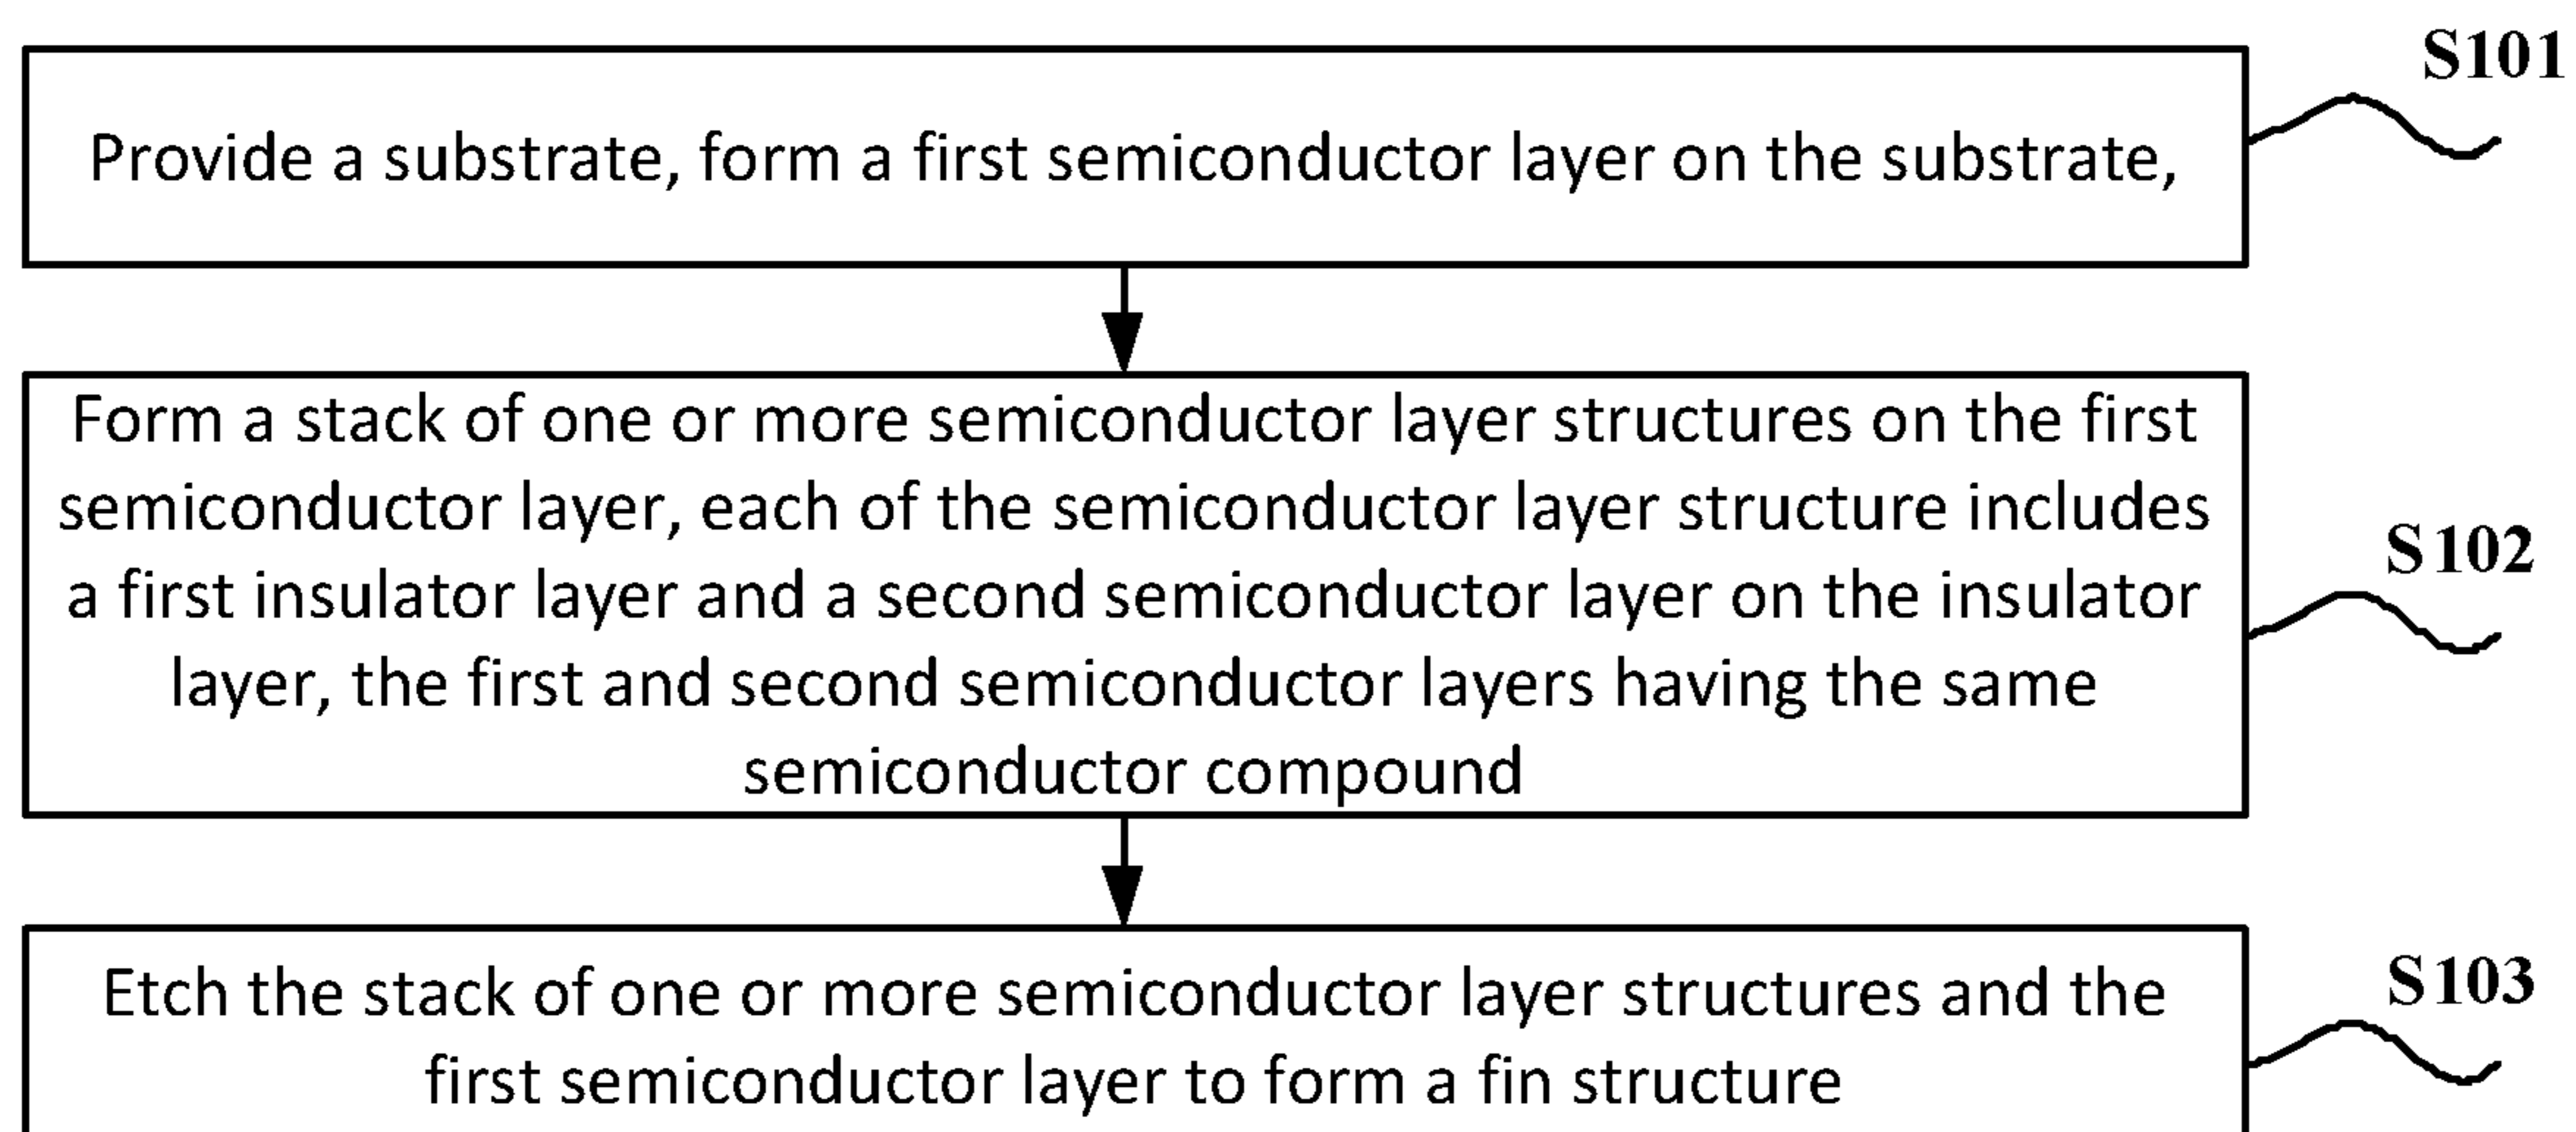 S101
Provide a substrate, form a first semiconductor layer on the substrate,
Form a stack of one or more semiconductor layer structures on the first
semiconductor layer, each of the semiconductor layer structure includes
a first insulator layer and a second semiconductor layer on the insulator
layer, the first and second semiconductor layers having the same
semiconductor compound
S102
Etch the stack of one or more semiconductor layer structures and the
first semiconductor layer to form a fin structure
S103